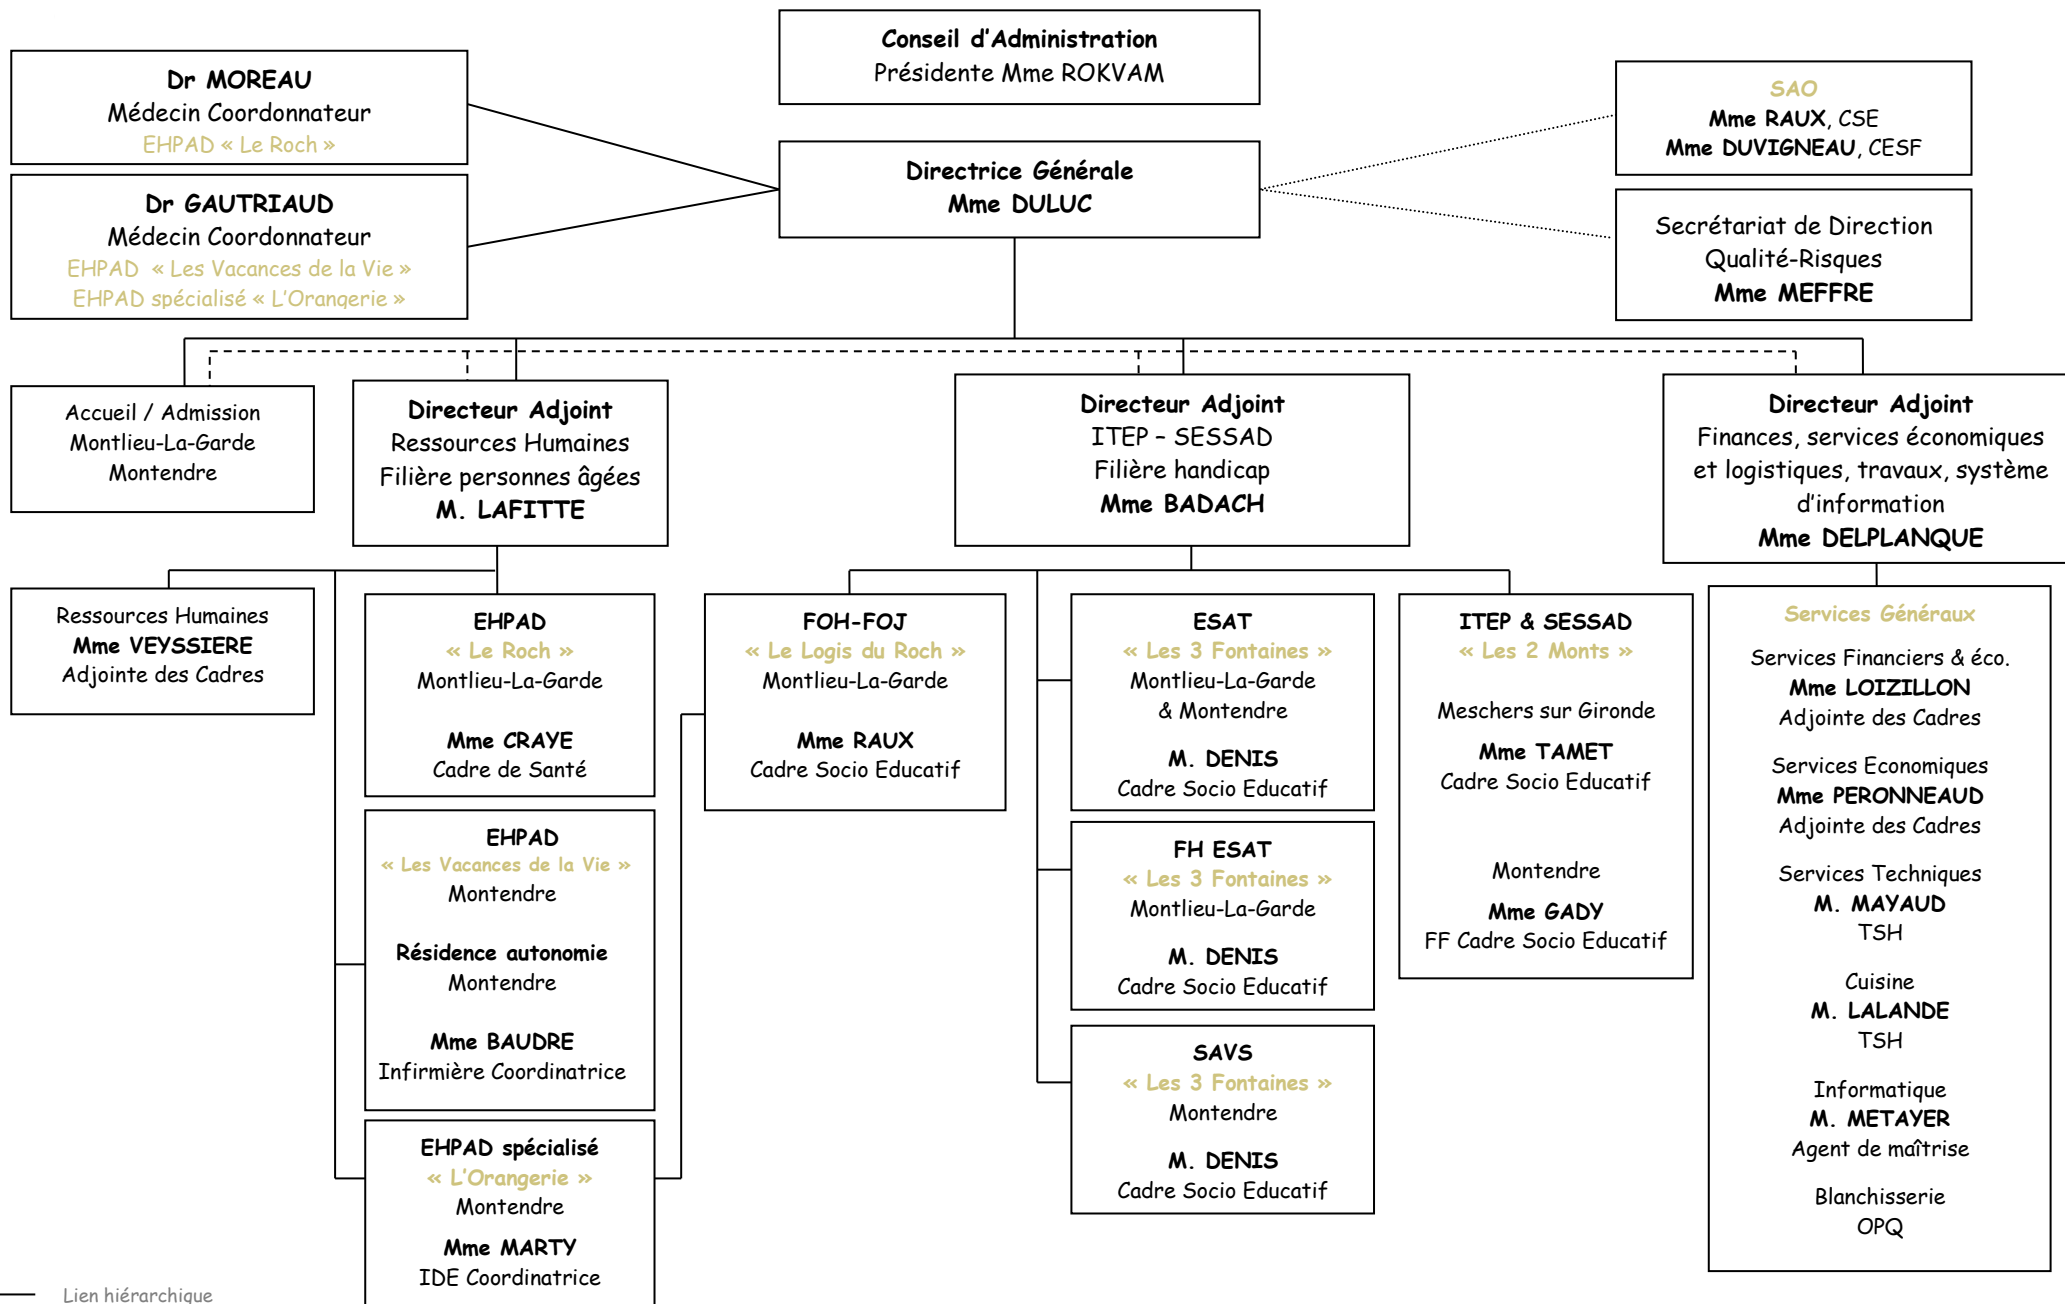 Conseil d'Administration
Présidente Mme ROKVAM
Dr MOREAU
Médecin Coordonnateur
EHPAD « Le Roch »
Dr GAUTRIAUD
Médecin Coordonnateur
EHPAD « Les Vacances de la Vie »
EHPAD spécialisé « L'Orangerie »
Directrice Générale
Mme DULUC
SAO
Mme RAUX, CSE
Mme DUVIGNEAU, CESF
Secrétariat de Direction
Qualité-Risques
Mme MEFFRE
Accueil / Admission
Montlieu-La-Garde
Montendre
Directeur Adjoint
Ressources Humaines
Filière personnes âgées
M. LAFITTE
Directeur Adjoint
ITEP – SESSAD
Filière handicap
Mme BADACH
Directeur Adjoint
Finances, services économiques
et logistiques, travaux, système
d'information
Mme DELPLANQUE
Ressources Humaines
Mme VEYSSIERE
Adjointe des Cadres
EHPAD
« Le Roch »
Montlieu-La-Garde
Mme CRAYE
Cadre de Santé
EHPAD
« Les Vacances de la Vie »
Montendre
Résidence autonomie
Montendre
Mme BAUDRE
Infirmière Coordinatrice
EHPAD spécialisé
« L'Orangerie »
Montendre
Mme MARTY
IDE Coordinatrice
FOH-FOJ
« Le Logis du Roch »
Montlieu-La-Garde
Mme RAUX
Cadre Socio Educatif
ESAT
« Les 3 Fontaines »
Montlieu-La-Garde
& Montendre
M. DENIS
Cadre Socio Educatif
FH ESAT
« Les 3 Fontaines »
Montlieu-La-Garde
M. DENIS
Cadre Socio Educatif
SAVS
« Les 3 Fontaines »
Montendre
M. DENIS
Cadre Socio Educatif
ITEP & SESSAD
« Les 2 Monts »
Meschers sur Gironde
Mme TAMET
Cadre Socio Educatif
Montendre
Mme GADY
FF Cadre Socio Educatif
Services Généraux
Services Financiers & éco.
Mme LOIZILLON
Adjointe des Cadres
Services Economiques
Mme PERONNEAUD
Adjointe des Cadres
Services Techniques
M. MAYAUD
TSH
Cuisine
M. LALANDE
TSH
Informatique
M. METAYER
Agent de maîtrise
Blanchisserie
OPQ
Lien hiérarchique